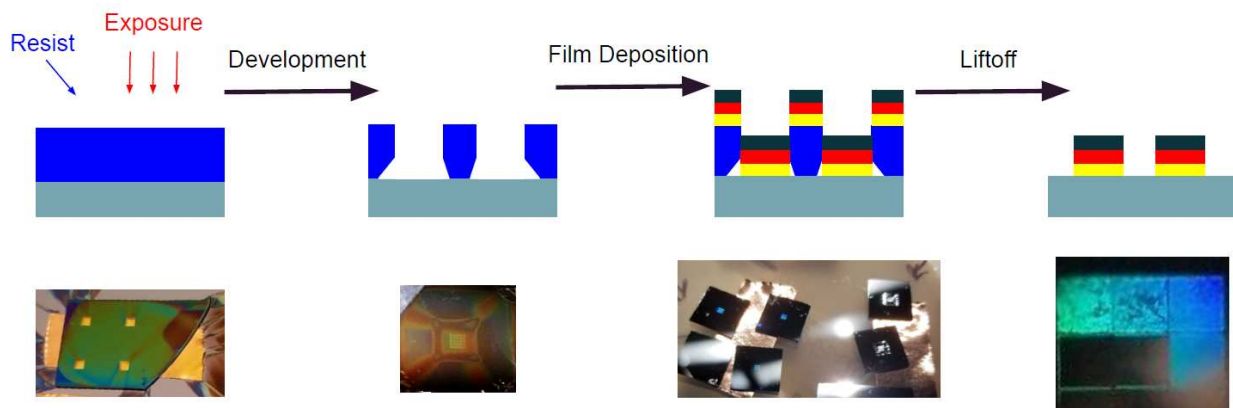 Exposure
Resist
Development
Film Deposition
Liftoff